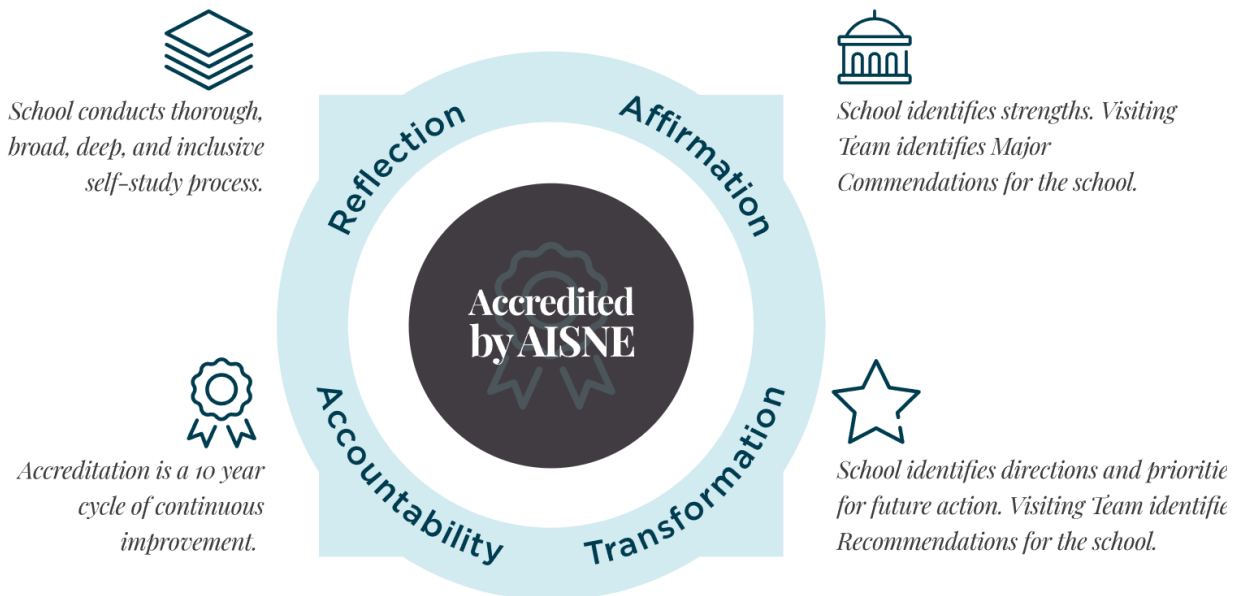 School conducts thorough,
broad, deep, and inclusive
self-study process.
Reflection
Affirmation
School identifies strengths. Visiting
Team identifies Major
Commendations for the school.
Accredited
by AISNE
Accreditation is a 10 year
cycle of continuous
improvement.
Accountability
Transformation
School identifies directions and prioritie
for future action. Visiting Team identifie
Recommendations for the school.